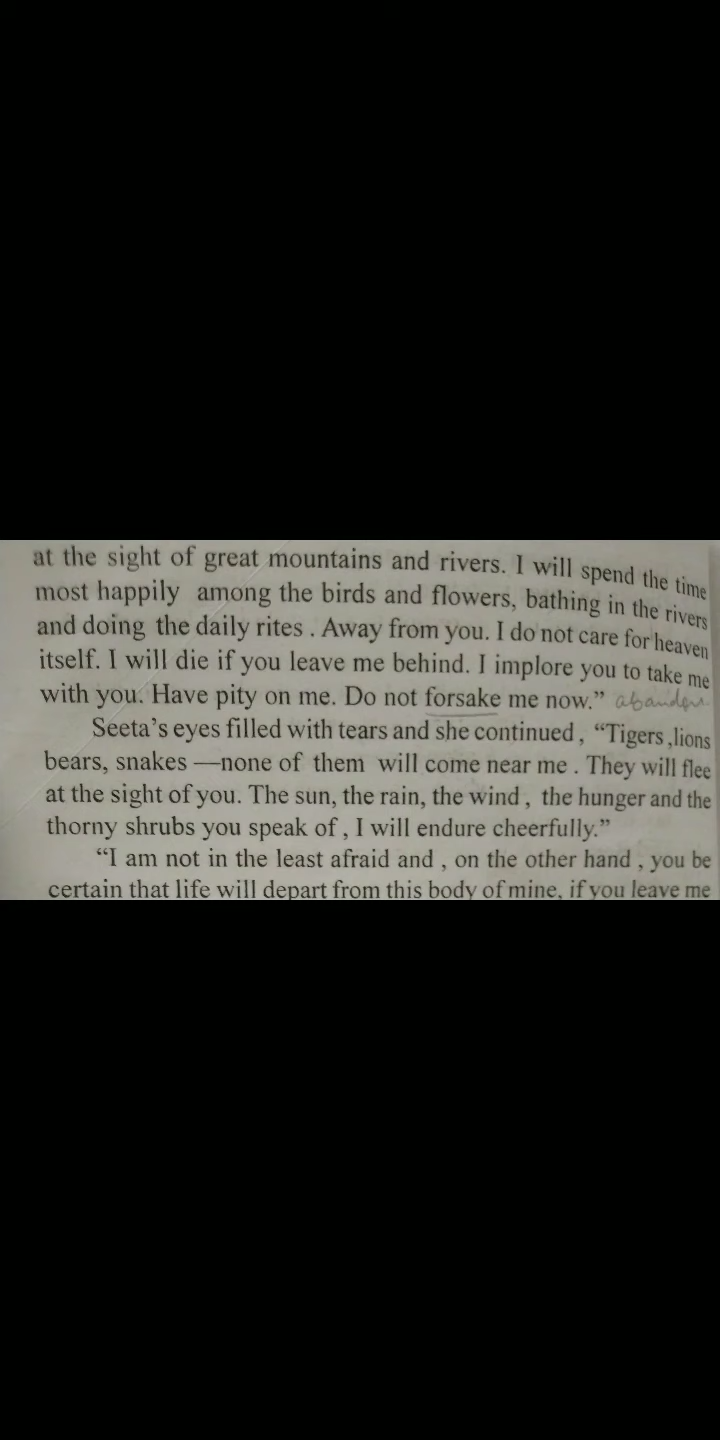 at the sight of great mountains and rivers. I will spend the time
most happily among the birds and flowers, bathing in the rivers
and doing the daily rites . Away from you. I do not care for heaven
itself. I will die if you leave me behind. I implore you to take me
with you. Have pity on me. Do not forsake me now.” abandon
Seeta’s eyes filled with tears and she continued , “Tigers ,lions
bears, snakes —none of them will come near me . They will flee
at the sight of you. The sun, the rain, the wind , the hunger and the
thorny shrubs you speak of , I will endure cheerfully.”
“I am not in the least afraid and , on the other hand , you be
certain that life will depart from this body of mine, if you leave me